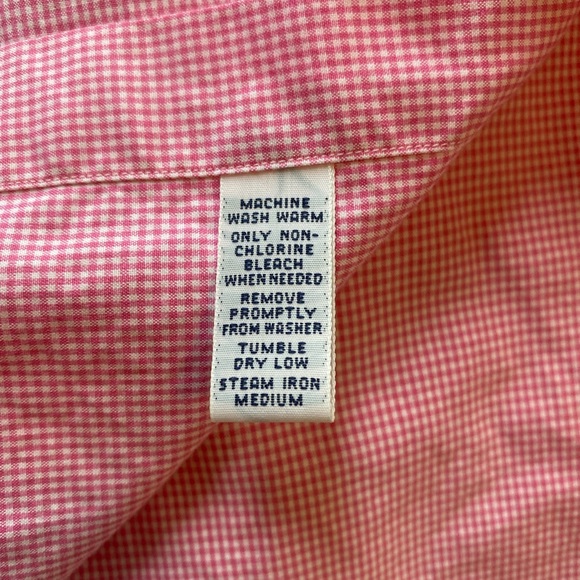 MACHINE
WASH WARM
ONLY NON-
CHLORINE
BLEACH
WHEN NEEDED
REMOVE
PROMPTLY
FROM WASHER
TUMBLE
DRY LOW
STEAM IRON
MEDIUM